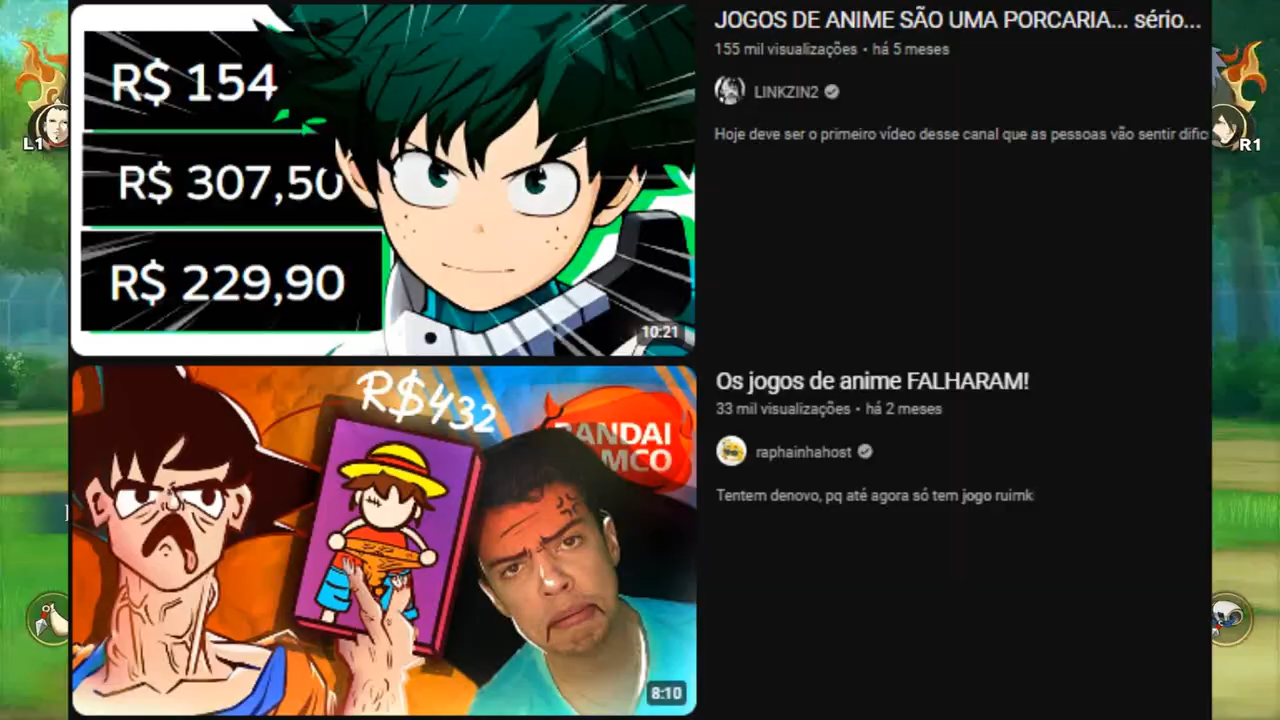 R$ 154
R$ 307,50
R$ 229,90
10:21
JOGOS DE ANIME SÃO UMA PORCARIA... sério...
155 mil visualizações • há 5 meses
LINKZIN2
Hoje deve ser o primeiro vídeo desse canal que as pessoas vão sentir dific
L1
R1
R$432
BANDAI
NAMCO
8:10
Os jogos de anime FALHARAM!
33 mil visualizações • há 2 meses
raphainhahost
Tentem denovo, pq até agora só tem jogo ruimk